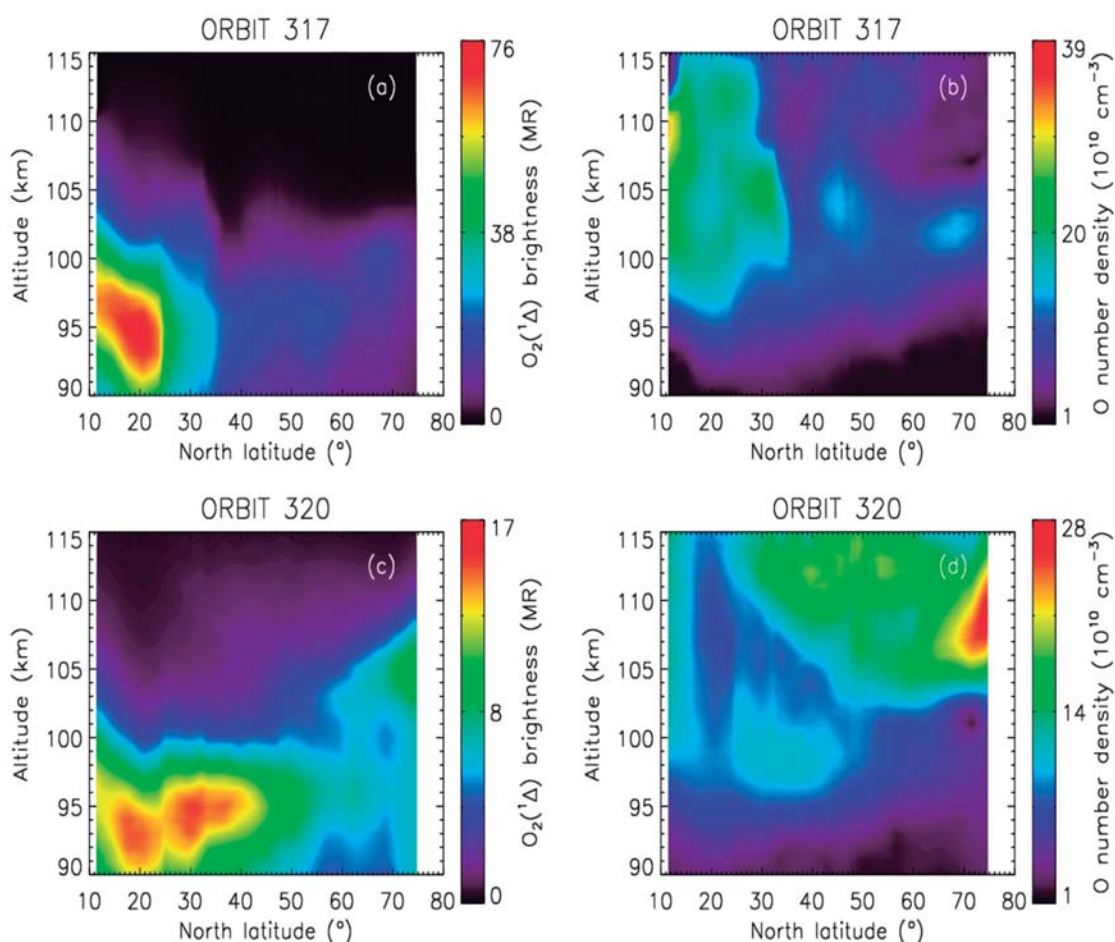 ORBIT 317
(a)
115
110
105
100
95
90
Altitude (km)
10 20 30 40 50 60 70 80
North latitude (°)
76
38
0
O₂(¹Δ) brightness (MR)
ORBIT 317
(b)
115
110
105
100
95
90
Altitude (km)
10 20 30 40 50 60 70 80
North latitude (°)
39
20
1
O number density (10¹⁰ cm⁻³)
ORBIT 320
(c)
115
110
105
100
95
90
Altitude (km)
10 20 30 40 50 60 70 80
North latitude (°)
17
8
0
O₂(¹Δ) brightness (MR)
ORBIT 320
(d)
115
110
105
100
95
90
Altitude (km)
10 20 30 40 50 60 70 80
North latitude (°)
28
14
1
O number density (10¹⁰ cm⁻³)